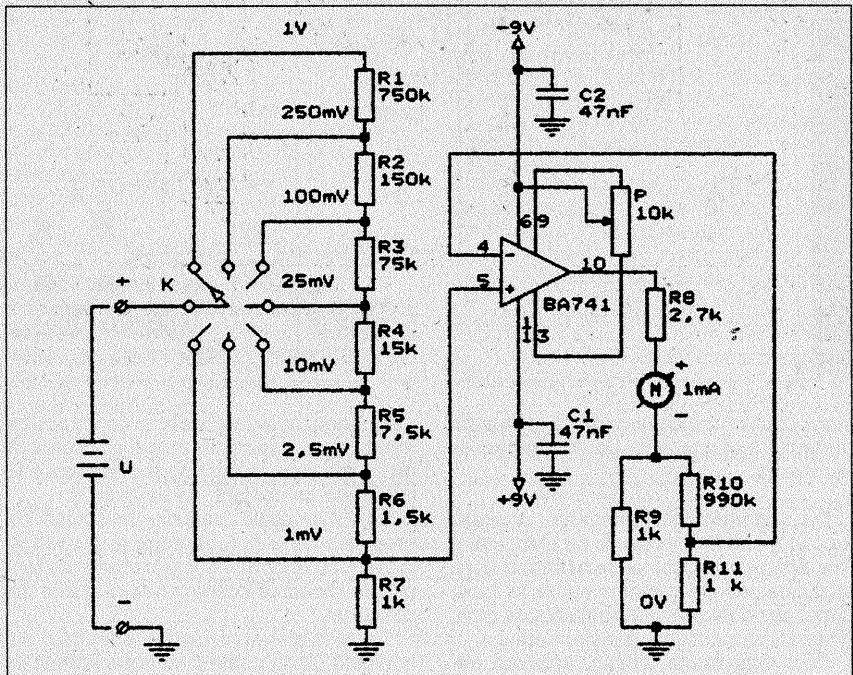 1V
R1
750k
250mV
R2
150k
100mV
R3
75k
25mV
R4
15k
10mV
R5
7,5k
2,5mV
R6
1,5k
1mV
R7
1k
+
K
U
-
-9V
C2
47nF
P
10k
6 9
4
-
5
+
10
BA741
11 3
R8
2,7k
+
M
1mA
-
C1
47nF
+9V
R9
1k
R10
990k
R11
1 k
0V